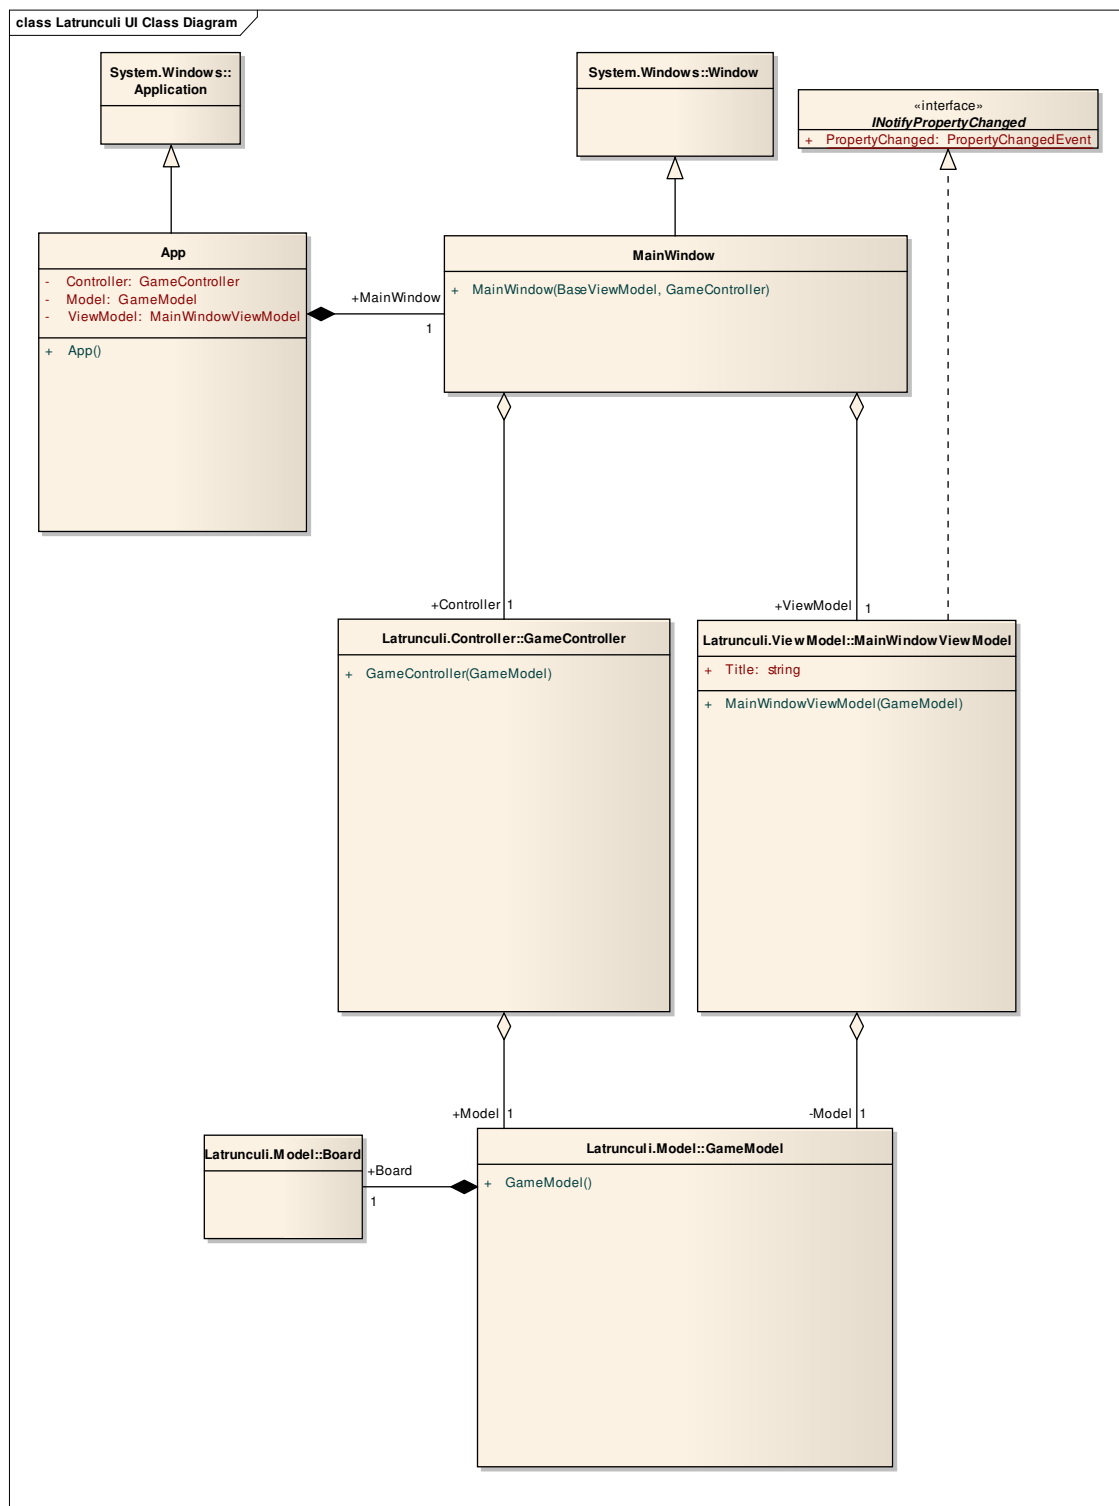 class Latrunculi UI Class Diagram
System.Windows::
Application
System.Windows::Window
«interface»
INotifyPropertyChanged
+ PropertyChanged: PropertyChangedEvent
App
- Controller: GameController
- Model: GameModel
- ViewModel: MainWindowViewModel
+ App()
+MainWindow
1
MainWindow
+ MainWindow(BaseViewModel, GameController)
+Controller 1
+ViewModel 1
Latrunculi.Controller::GameController
+ GameController(GameModel)
Latrunculi.ViewModel::MainWindowViewModel
+ Title: string
+ MainWindowViewModel(GameModel)
+Model 1
-Model 1
Latrunculi.Model::Board
+Board
1
Latrunculi.Model::GameModel
+ GameModel()